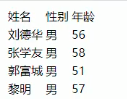 姓名 性别 年龄
刘德华 男 56
张学友 男 58
郭富城 男 51
黎明 男 57